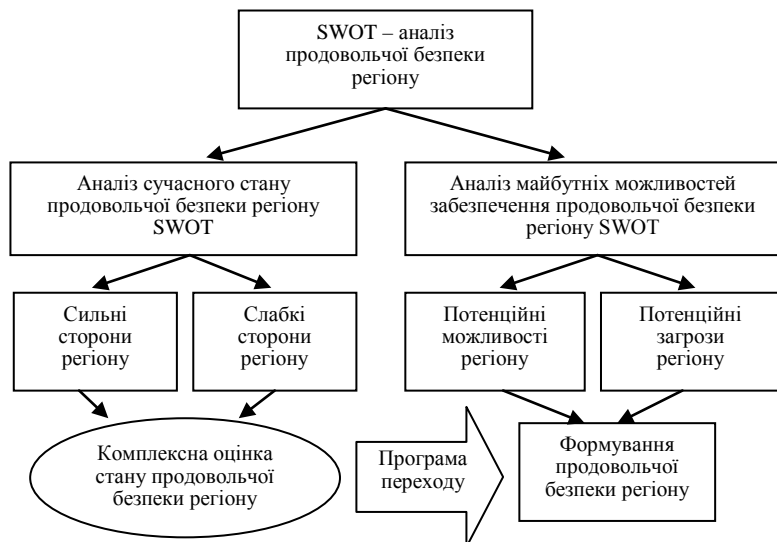 SWOT – аналіз
продовольчої безпеки
регіону
Аналіз сучасного стану
продовольчої безпеки регіону
SWOT
Аналіз майбутніх можливостей
забезпечення продовольчої безпеки
регіону SWOT
Сильні
сторони
регіону
Слабкі
сторони
регіону
Потенційні
можливості
регіону
Потенційні
загрози
регіону
Комплексна оцінка
стану продовольчої
безпеки регіону
Програма
переходу
Формування
продовольчої
безпеки регіону